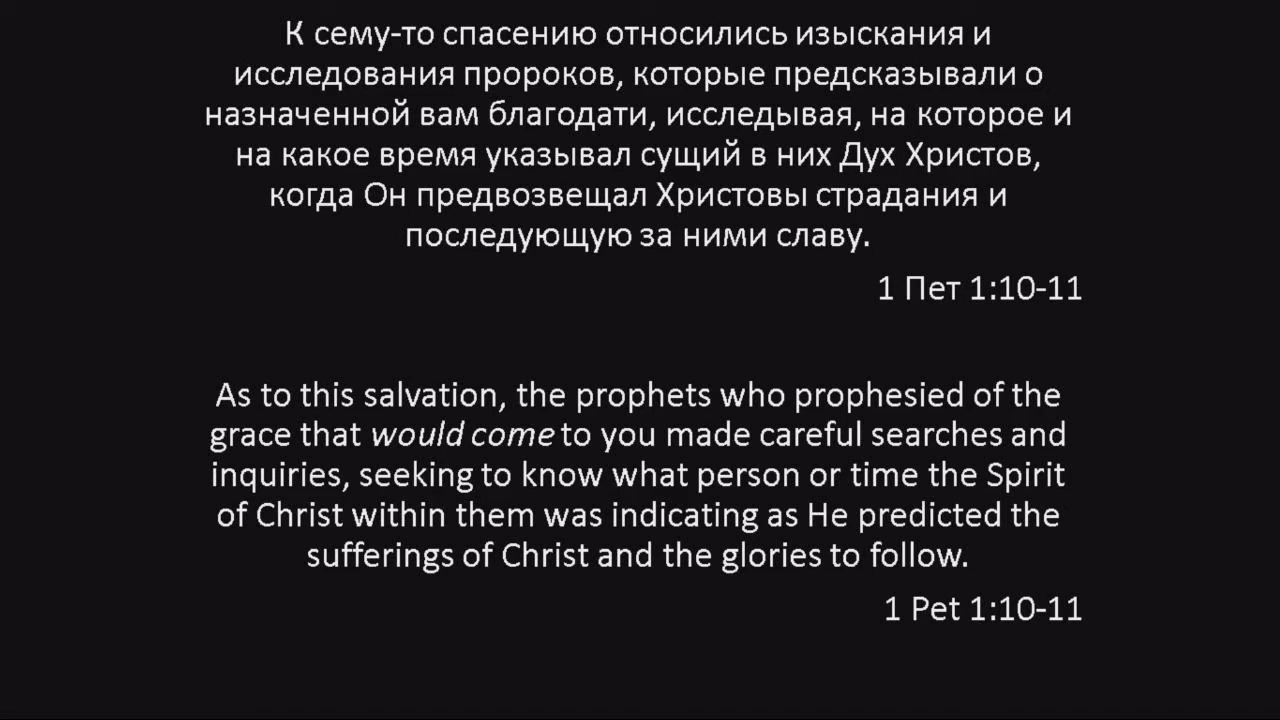 К сему-то спасению относились изыскания и
исследования пророков, которые предсказывали о
назначенной вам благодати, исследывая, на которое и
на какое время указывал сущий в них Дух Христов,
когда Он предвозвещал Христовы страдания и
последующую за ними славу.
1 Пет 1:10-11
As to this salvation, the prophets who prophesied of the
grace that would come to you made careful searches and
inquiries, seeking to know what person or time the Spirit
of Christ within them was indicating as He predicted the
sufferings of Christ and the glories to follow.
1 Pet 1:10-11